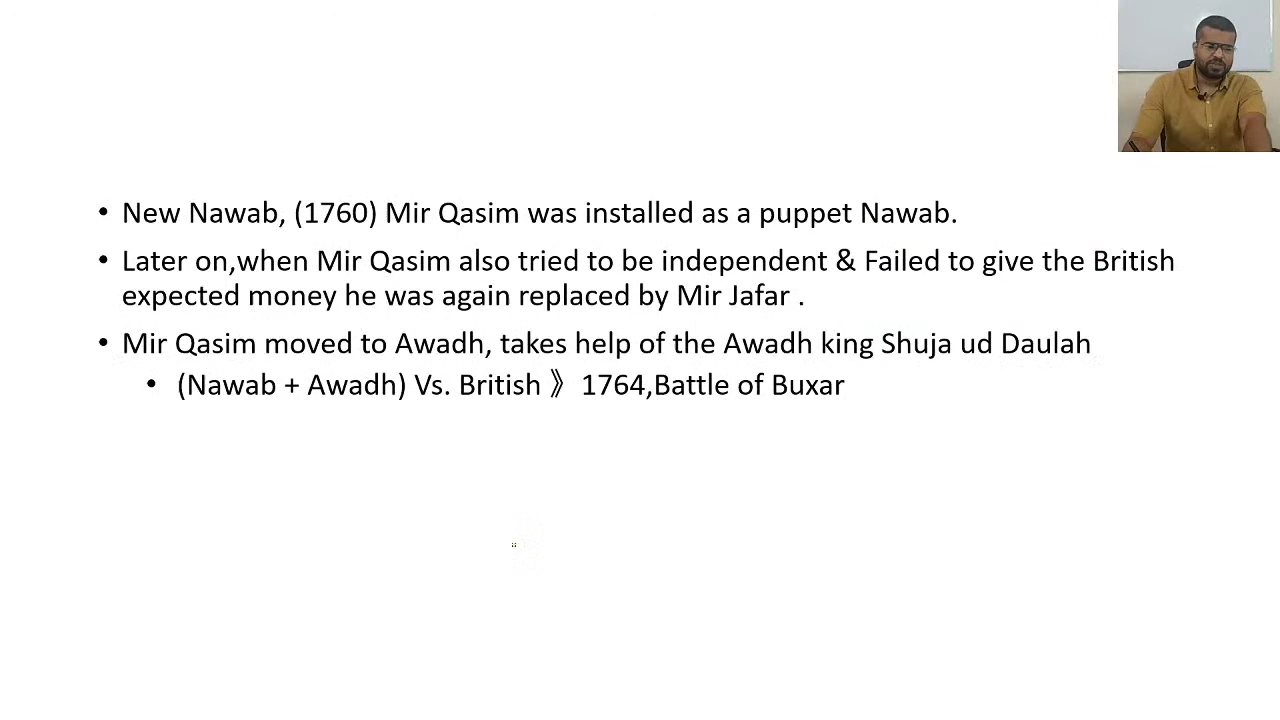 • New Nawab, (1760) Mir Qasim was installed as a puppet Nawab.
• Later on,when Mir Qasim also tried to be independent & Failed to give the British
expected money he was again replaced by Mir Jafar .
• Mir Qasim moved to Awadh, takes help of the Awadh king Shuja ud Daulah
• (Nawab + Awadh) Vs. British 》 1764,Battle of Buxar